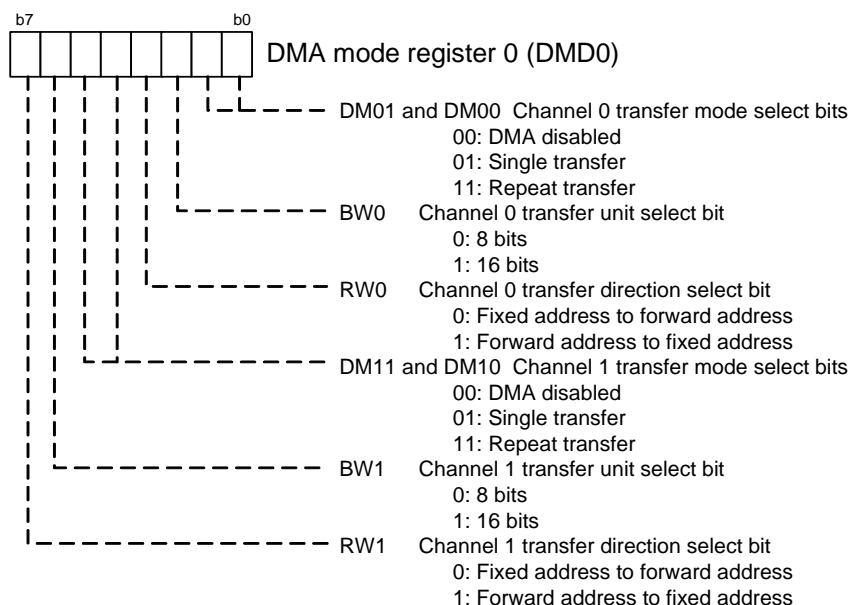 b7 b0
DMA mode register 0 (DMD0)
DM01 and DM00 Channel 0 transfer mode select bits
00: DMA disabled
01: Single transfer
11: Repeat transfer
BW0 Channel 0 transfer unit select bit
0: 8 bits
1: 16 bits
RW0 Channel 0 transfer direction select bit
0: Fixed address to forward address
1: Forward address to fixed address
DM11 and DM10 Channel 1 transfer mode select bits
00: DMA disabled
01: Single transfer
11: Repeat transfer
BW1 Channel 1 transfer unit select bit
0: 8 bits
1: 16 bits
RW1 Channel 1 transfer direction select bit
0: Fixed address to forward address
1: Forward address to fixed address